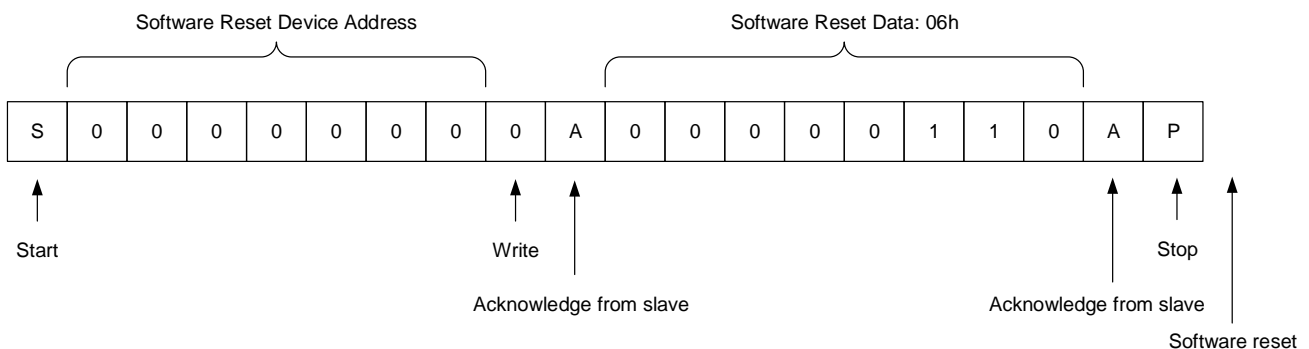 Software Reset Device Address Software Reset Data: 06h
S 0 0 0 0 0 0 0 0 A 0 0 0 0 0 1 1 0 A P
Start Write Stop
Acknowledge from slave Acknowledge from slave
Software reset